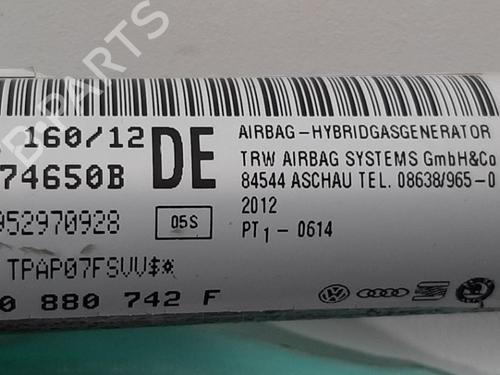 BPARTS
160/12
74650B
DE
952970928
05S
TPAP07FSVV$*
0 880 742 F
AIRBAG-HYBRIDGASGENERATOR
TRW AIRBAG SYSTEMS GmbH&Co
84544 ASCHAU TEL. 08638/965-0
2012
PT1- 0614